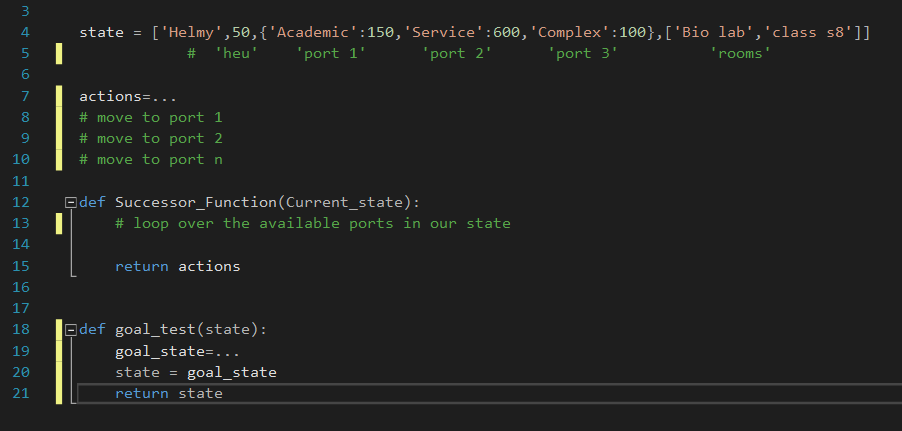 3
4 state = ['Helmy',50,{'Academic':150,'Service':600,'Complex':100},['Bio lab','class s8']]
5 # 'heu' 'port 1' 'port 2' 'port 3' 'rooms'
6
7 actions=...
8 # move to port 1
9 # move to port 2
10 # move to port n
11
12 def Successor_Function(Current_state):
13 # loop over the available ports in our state
14
15 return actions
16
17
18 def goal_test(state):
19 goal_state=...
20 state = goal_state
21 return state